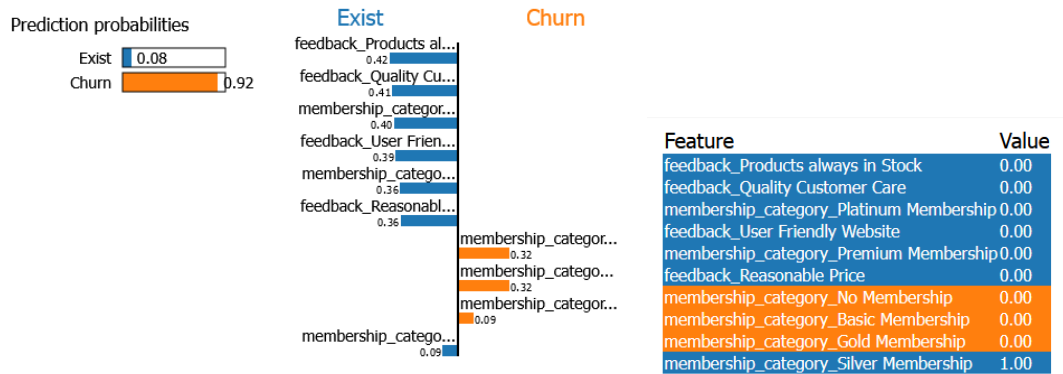 Prediction probabilities
Exist 0.08
Churn 0.92
Exist Churn
feedback_Products al...
0.42
feedback_Quality Cu...
0.41
membership_categor...
0.40
feedback_User Frien...
0.39
membership_catego...
0.36
feedback_Reasonabl...
0.36
membership_categor...
0.32
membership_catego...
0.32
membership_categor...
0.09
membership_catego...
0.09
Feature Value
feedback_Products always in Stock 0.00
feedback_Quality Customer Care 0.00
membership_category_Platinum Membership 0.00
feedback_User Friendly Website 0.00
membership_category_Premium Membership 0.00
feedback_Reasonable Price 0.00
membership_category_No Membership 0.00
membership_category_Basic Membership 0.00
membership_category_Gold Membership 0.00
membership_category_Silver Membership 1.00